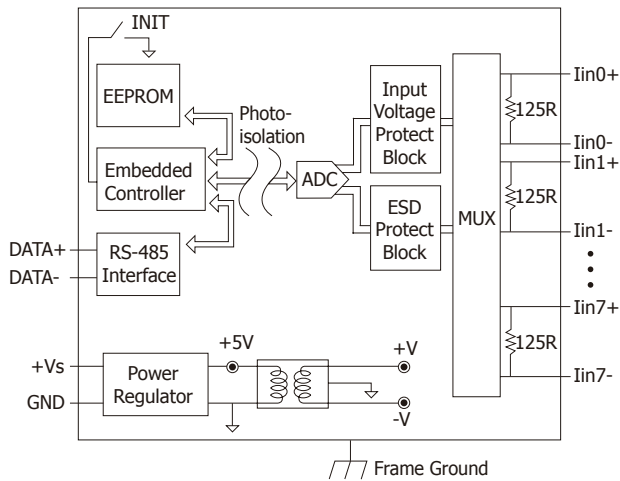 INIT
EEPROM
Photo-
isolation
Embedded
Controller
ADC
Input
Voltage
Protect
Block
ESD
Protect
Block
MUX
Iin0+
125R
Iin0-
Iin1+
125R
Iin1-
Iin7+
125R
Iin7-
DATA+
DATA-
RS-485
Interface
+Vs
GND
Power
Regulator
+5V
+V
-V
Frame Ground